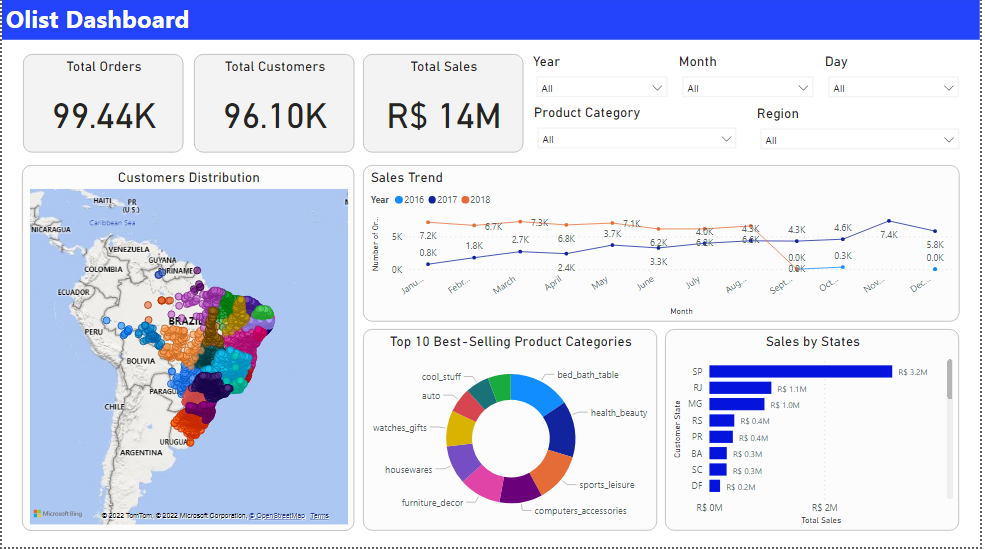 Olist Dashboard
Total Orders
99.44K
Total Customers
96.10K
Total Sales
R$ 14M
Year
All
Month
All
Day
All
Product Category
All
Region
All
Customers Distribution
HAITI
PR
(U.S.)
Caribbean Sea
NICARAGUA
VENEZUELA
GUYANA
SURINAME
COLOMBIA
ECUADOR
BRAZIL
PERU
BOLIVIA
PARAGU
CHILE
URUGUA
ARGENTINA
Microsoft Bing
© 2022 TomTom, © 2022 Microsoft Corporation, © OpenStreetMap Terms
Sales Trend
Year 2016 2017 2018
Number of Or...
5K
0K
7.2K 6.7K 7.3K 6.8K 7.1K 6.2K 4.3K 4.3K 4.6K 7.4K 5.8K
0.8K 1.8K 2.7K 2.4K 3.7K 3.3K 4.0K 0.0K 0.3K 0.0K
Janu... Febr... March April May June July Aug... Sept... Oct... Nov... Dec...
Month
Top 10 Best-Selling Product Categories
cool_stuff
bed_bath_table
auto
health_beauty
watches_gifts
housewares
sports_leisure
furniture_decor
computers_accessories
Sales by States
Customer State
SP R$ 3.2M
RJ R$ 1.1M
MG R$ 1.0M
RS R$ 0.4M
PR R$ 0.4M
BA R$ 0.3M
SC R$ 0.3M
DF R$ 0.2M
R$ 0M R$ 2M
Total Sales